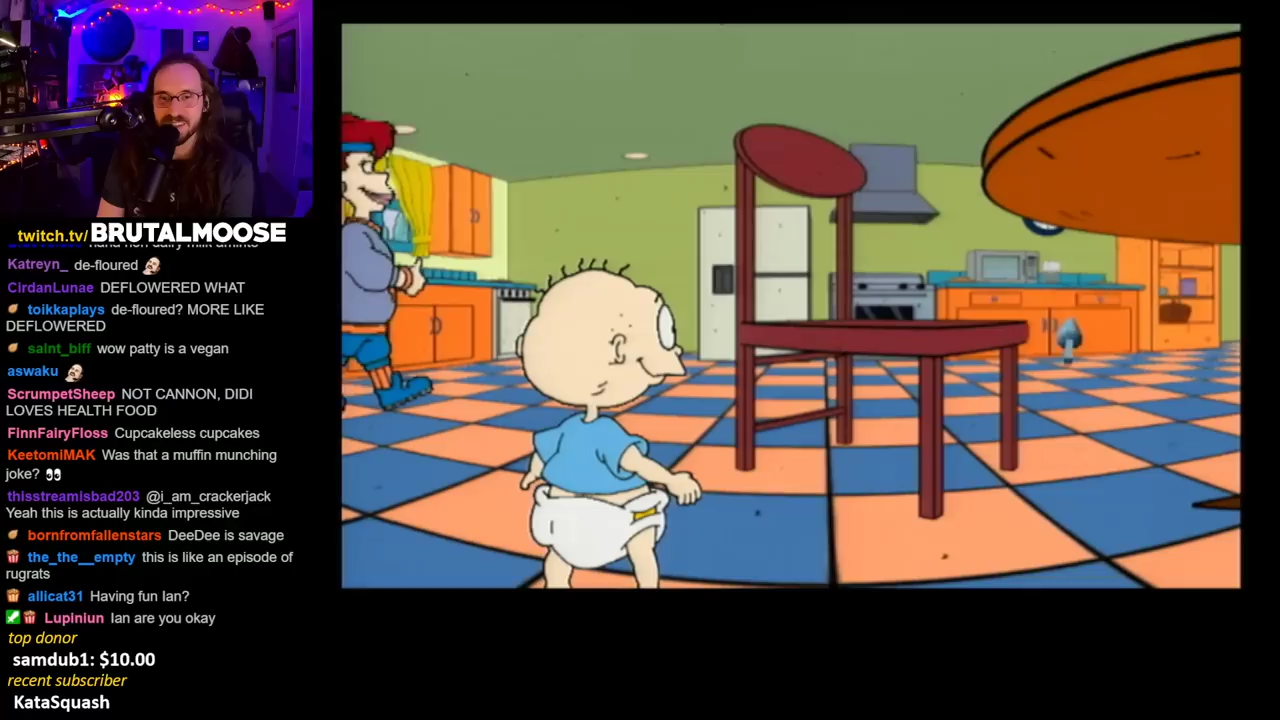 twitch.tv/BRUTALMOOSE
Katreyn_ de-floured
CirdanLunae DEFLOWERED WHAT
toikkaplays de-floured? MORE LIKE
DEFLOWERED
saint_biff wow patty is a vegan
aswaku
ScrumpetSheep NOT CANNON, DIDI
LOVES HEALTH FOOD
FinnFairyFloss Cupcakeless cupcakes
KeetomiMAK Was that a muffin munching
joke?
thisstreamisbad203 @i_am_crackerjack
Yeah this is actually kinda impressive
bornfromfallenstars DeeDee is savage
the_the__empty this is like an episode of
rugrats
allicat31 Having fun Ian?
Lupiniun Ian are you okay
top donor
samdub1: $10.00
recent subscriber
KataSquash